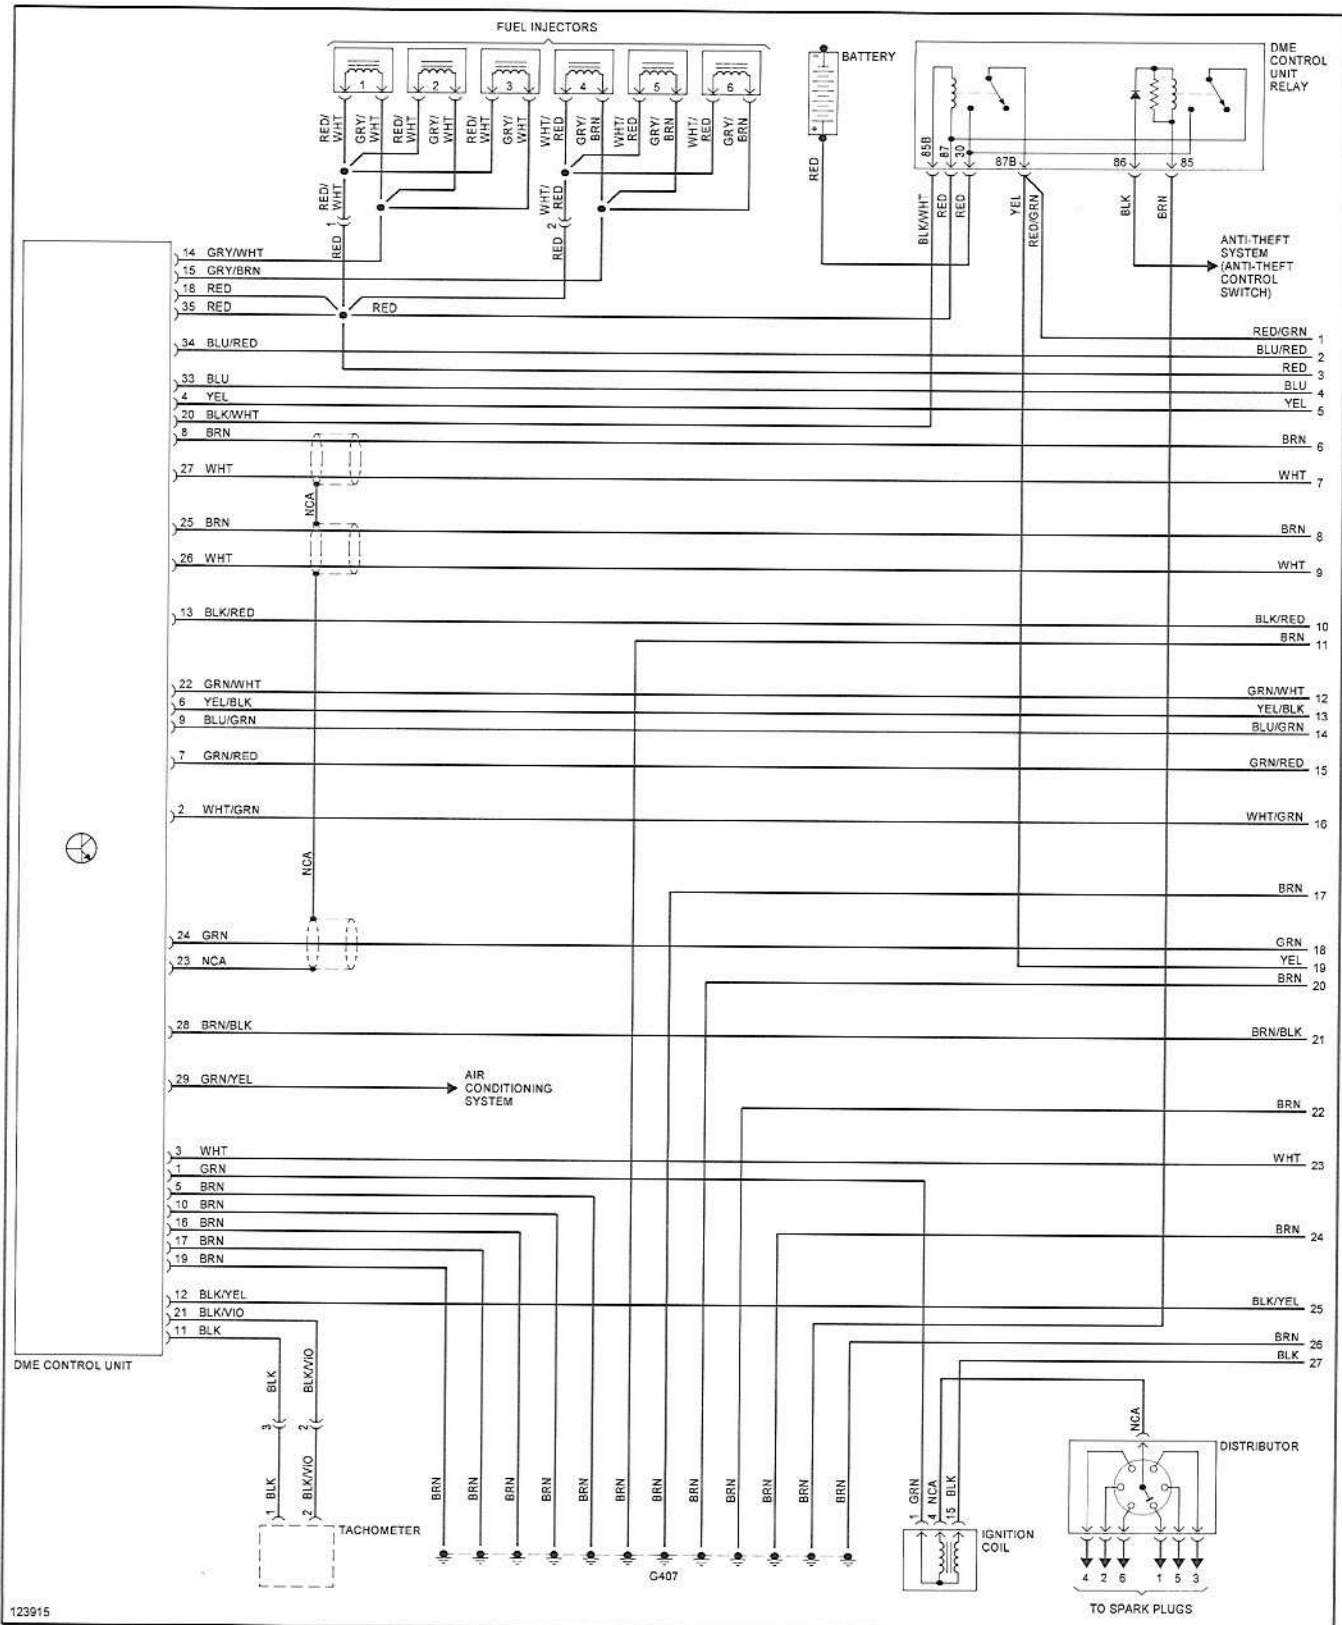 FUEL INJECTORS
1 2 3 4 5 6
BATTERY
DME
CONTROL
UNIT
RELAY
RED/
WHT
GRY/
WHT
RED/
WHT
GRY/
WHT
RED/
WHT
GRY/
WHT
WHT/
RED
GRY/
BRN
WHT/
RED
GRY/
BRN
WHT/
RED
GRY/
BRN
RED
85B 87 30 87B 86 85
RED/
WHT
1
RED
WHT/
RED
2
RED
BLK/WHT
RED
RED
YEL
RED/GRN
BLK
BRN
ANTI-THEFT
SYSTEM
(ANTI-THEFT
CONTROL
SWITCH)
14 GRY/WHT
15 GRY/BRN
18 RED
35 RED
RED
RED/GRN 1
34 BLU/RED
BLU/RED 2
RED 3
33 BLU
BLU 4
4 YEL
YEL 5
20 BLK/WHT
8 BRN
BRN 6
27 WHT
WHT 7
NCA
25 BRN
BRN 8
26 WHT
WHT 9
13 BLK/RED
BLK/RED 10
BRN 11
22 GRN/WHT
GRN/WHT 12
6 YEL/BLK
YEL/BLK 13
9 BLU/GRN
BLU/GRN 14
7 GRN/RED
GRN/RED 15
2 WHT/GRN
WHT/GRN 16
NCA
BRN 17
24 GRN
GRN 18
23 NCA
YEL 19
BRN 20
28 BRN/BLK
BRN/BLK 21
29 GRN/YEL
AIR
CONDITIONING
SYSTEM
BRN 22
3 WHT
WHT 23
1 GRN
5 BRN
10 BRN
16 BRN
17 BRN
19 BRN
BRN 24
12 BLK/YEL
BLK/YEL 25
21 BLK/VIO
11 BLK
BRN 26
BLK 27
DME CONTROL UNIT
BLK
BLK/VIO
3 2
BLK
BLK/VIO
1 2
TACHOMETER
BRN BRN BRN BRN BRN BRN BRN BRN BRN BRN BRN BRN
G407
GRN NCA BLK
1 4 15
IGNITION
COIL
NCA
DISTRIBUTOR
4 2 6 1 5 3
TO SPARK PLUGS
123915